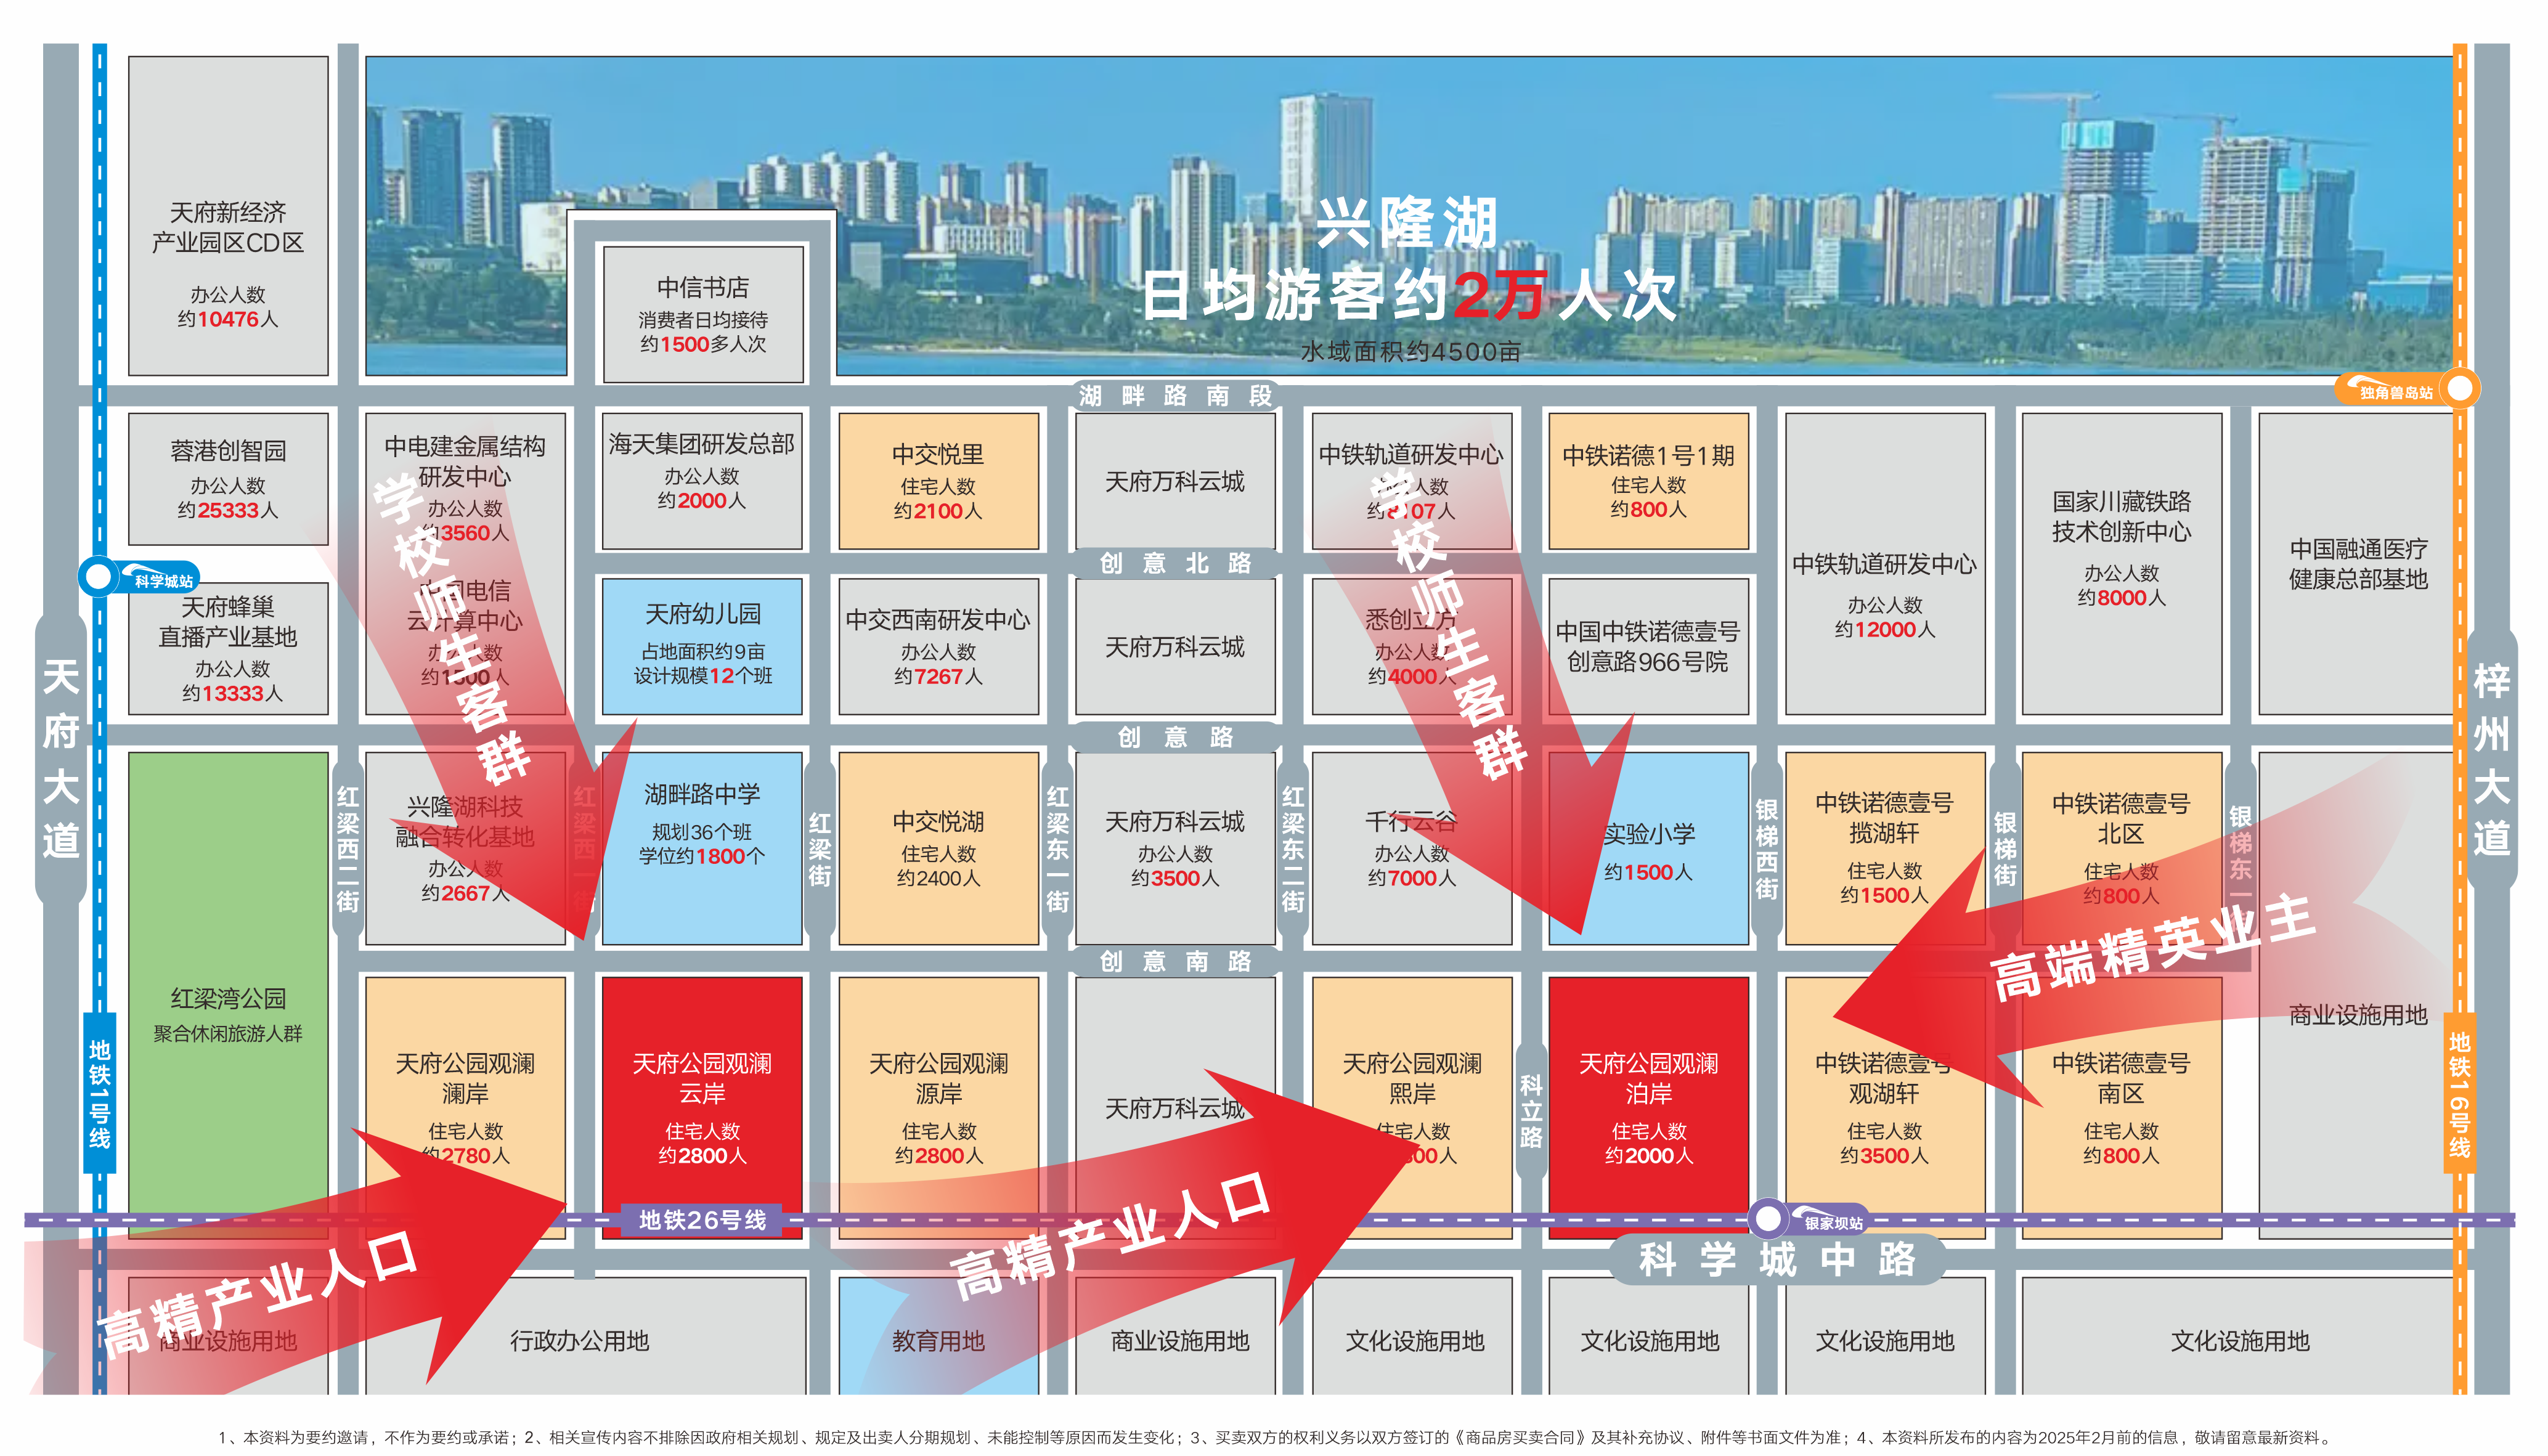 天府新经济
产业园区CD区
办公人数
约10476人
中信书店
消费者日均接待
约1500多人次
兴隆湖
日均游客约2万人次
水域面积约4500亩
湖畔路南段
独角兽岛站
蓉港创智园
办公人数
约25333人
中电建金属结构
研发中心
办公人数
约3560人
海天集团研发总部
办公人数
约2000人
中交悦里
住宅人数
约2100人
天府万科云城
中铁轨道研发中心
办公人数
中铁诺德1号1期
住宅人数
约800人
中铁轨道研发中心
办公人数
约12000人
国家川藏铁路
技术创新中心
办公人数
约8000人
中国融通医疗
健康总部基地
创意北路
科学城站
天府蜂巢
直播产业基地
办公人数
约13333人
中国电信
云计算中心
办公人数
约1500人
天府幼儿园
占地面积约9亩
设计规模12个班
中交西南研发中心
办公人数
约7267人
天府万科云城
悉创立方
办公人数
约4000人
中国中铁诺德壹号
创意路966号院
学校师生客群
学校师生客群
天府大道
梓州大道
创意路
红梁西二街
红梁西一街
红梁街
红梁东一街
红梁东二街
银梯西街
银梯街
银梯东一
兴隆湖科技
融合转化基地
办公人数
约2667人
湖畔路中学
规划36个班
学位约1800个
中交悦湖
住宅人数
约2400人
天府万科云城
办公人数
约3500人
千行云谷
办公人数
约7000人
实验小学
约1500人
中铁诺德壹号
揽湖轩
住宅人数
约1500人
中铁诺德壹号
北区
住宅人数
约800人
高端精英业主
创意南路
红梁湾公园
聚合休闲旅游人群
天府公园观澜
澜岸
住宅人数
约2780人
天府公园观澜
云岸
住宅人数
约2800人
天府公园观澜
源岸
住宅人数
约2800人
天府万科云城
天府公园观澜
熙岸
住宅人数
科立路
天府公园观澜
泊岸
住宅人数
约2000人
中铁诺德壹号
观湖轩
住宅人数
约3500人
中铁诺德壹号
南区
住宅人数
约800人
商业设施用地
地铁1号线
地铁16号线
地铁26号线
银家坝站
科学城中路
高精产业人口
高精产业人口
商业设施用地
行政办公用地
教育用地
商业设施用地
文化设施用地
文化设施用地
文化设施用地
文化设施用地
1、本资料为要约邀请，不作为要约或承诺；2、相关宣传内容不排除因政府相关规划、规定及出卖人分期规划、未能控制等原因而发生变化；3、买卖双方的权利义务以双方签订的《商品房买卖合同》及其补充协议、附件等书面文件为准；4、本资料所发布的内容为2025年2月前的信息，敬请留意最新资料。